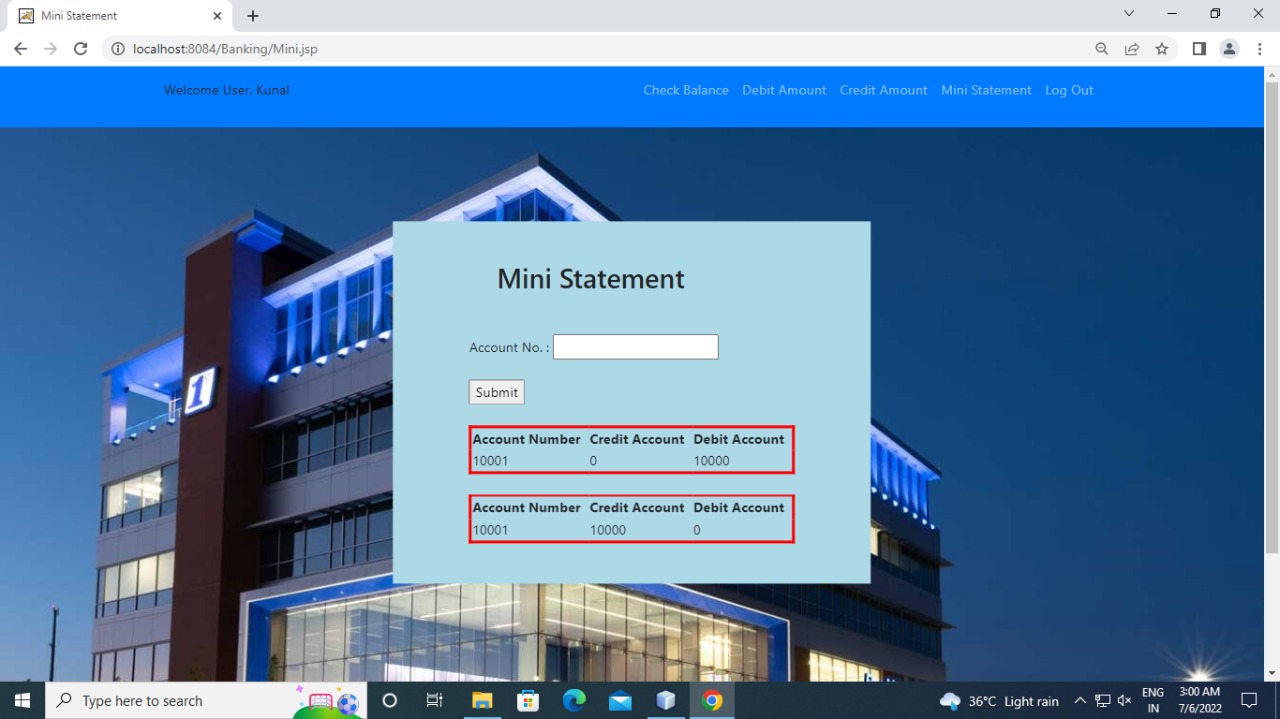 Mini Statement
localhost:8084/Banking/Mini.jsp
Welcome User. Kunal
Check Balance Debit Amount Credit Amount Mini Statement Log Out
1
Mini Statement
Account No. :
Submit
Account Number Credit Account Debit Account
10001 0 10000
Account Number Credit Account Debit Account
10001 10000 0
Type here to search
36°C Light rain
ENG
IN
3:00 AM
7/6/2022